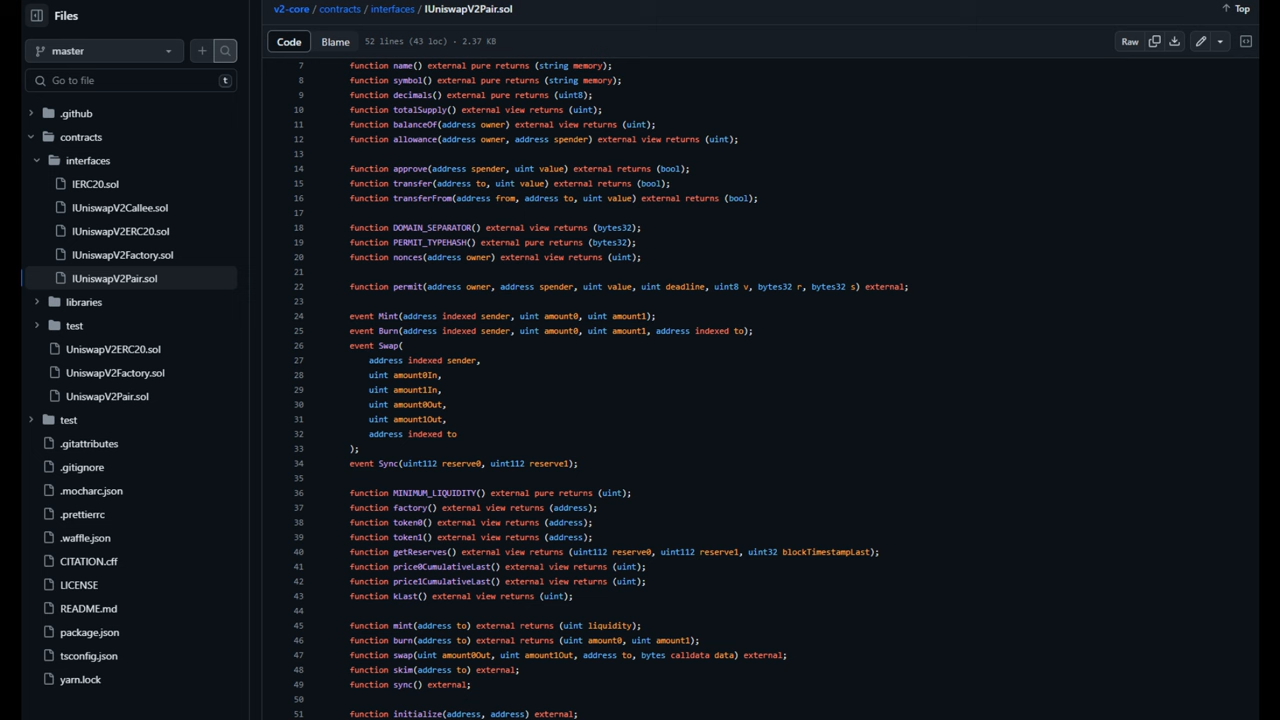 Files
master
Go to file
t
.github
contracts
interfaces
IERC20.sol
IUniswapV2Callee.sol
IUniswapV2ERC20.sol
IUniswapV2Factory.sol
IUniswapV2Pair.sol
libraries
test
UniswapV2ERC20.sol
UniswapV2Factory.sol
UniswapV2Pair.sol
test
.gitattributes
.gitignore
.mocharc.json
.prettierrc
.waffle.json
CITATION.cff
LICENSE
README.md
package.json
tsconfig.json
yarn.lock
v2-core / contracts / interfaces / IUniswapV2Pair.sol
Top
Code Blame 52 lines (43 loc) · 2.37 KB
Raw
7 function name() external pure returns (string memory);
8 function symbol() external pure returns (string memory);
9 function decimals() external pure returns (uint8);
10 function totalSupply() external view returns (uint);
11 function balanceOf(address owner) external view returns (uint);
12 function allowance(address owner, address spender) external view returns (uint);
13
14 function approve(address spender, uint value) external returns (bool);
15 function transfer(address to, uint value) external returns (bool);
16 function transferFrom(address from, address to, uint value) external returns (bool);
17
18 function DOMAIN_SEPARATOR() external view returns (bytes32);
19 function PERMIT_TYPEHASH() external pure returns (bytes32);
20 function nonces(address owner) external view returns (uint);
21
22 function permit(address owner, address spender, uint value, uint deadline, uint8 v, bytes32 r, bytes32 s) external;
23
24 event Mint(address indexed sender, uint amount0, uint amount1);
25 event Burn(address indexed sender, uint amount0, uint amount1, address indexed to);
26 event Swap(
27 address indexed sender,
28 uint amount0In,
29 uint amount1In,
30 uint amount0Out,
31 uint amount1Out,
32 address indexed to
33 );
34 event Sync(uint112 reserve0, uint112 reserve1);
35
36 function MINIMUM_LIQUIDITY() external pure returns (uint);
37 function factory() external view returns (address);
38 function token0() external view returns (address);
39 function token1() external view returns (address);
40 function getReserves() external view returns (uint112 reserve0, uint112 reserve1, uint32 blockTimestampLast);
41 function price0CumulativeLast() external view returns (uint);
42 function price1CumulativeLast() external view returns (uint);
43 function kLast() external view returns (uint);
44
45 function mint(address to) external returns (uint liquidity);
46 function burn(address to) external returns (uint amount0, uint amount1);
47 function swap(uint amount0Out, uint amount1Out, address to, bytes calldata data) external;
48 function skim(address to) external;
49 function sync() external;
50
51 function initialize(address, address) external;